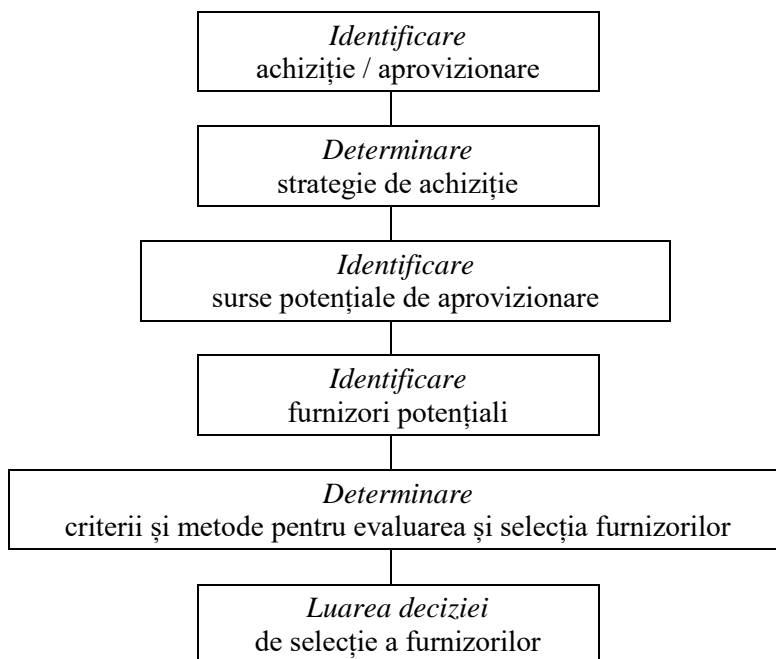 Identificare
achiziție / aprovizionare
Determinare
strategie de achiziție
Identificare
surse potențiale de aprovizionare
Identificare
furnizori potențiali
Determinare
criterii și metode pentru evaluarea și selecția furnizorilor
Luarea deciziei
de selecție a furnizorilor